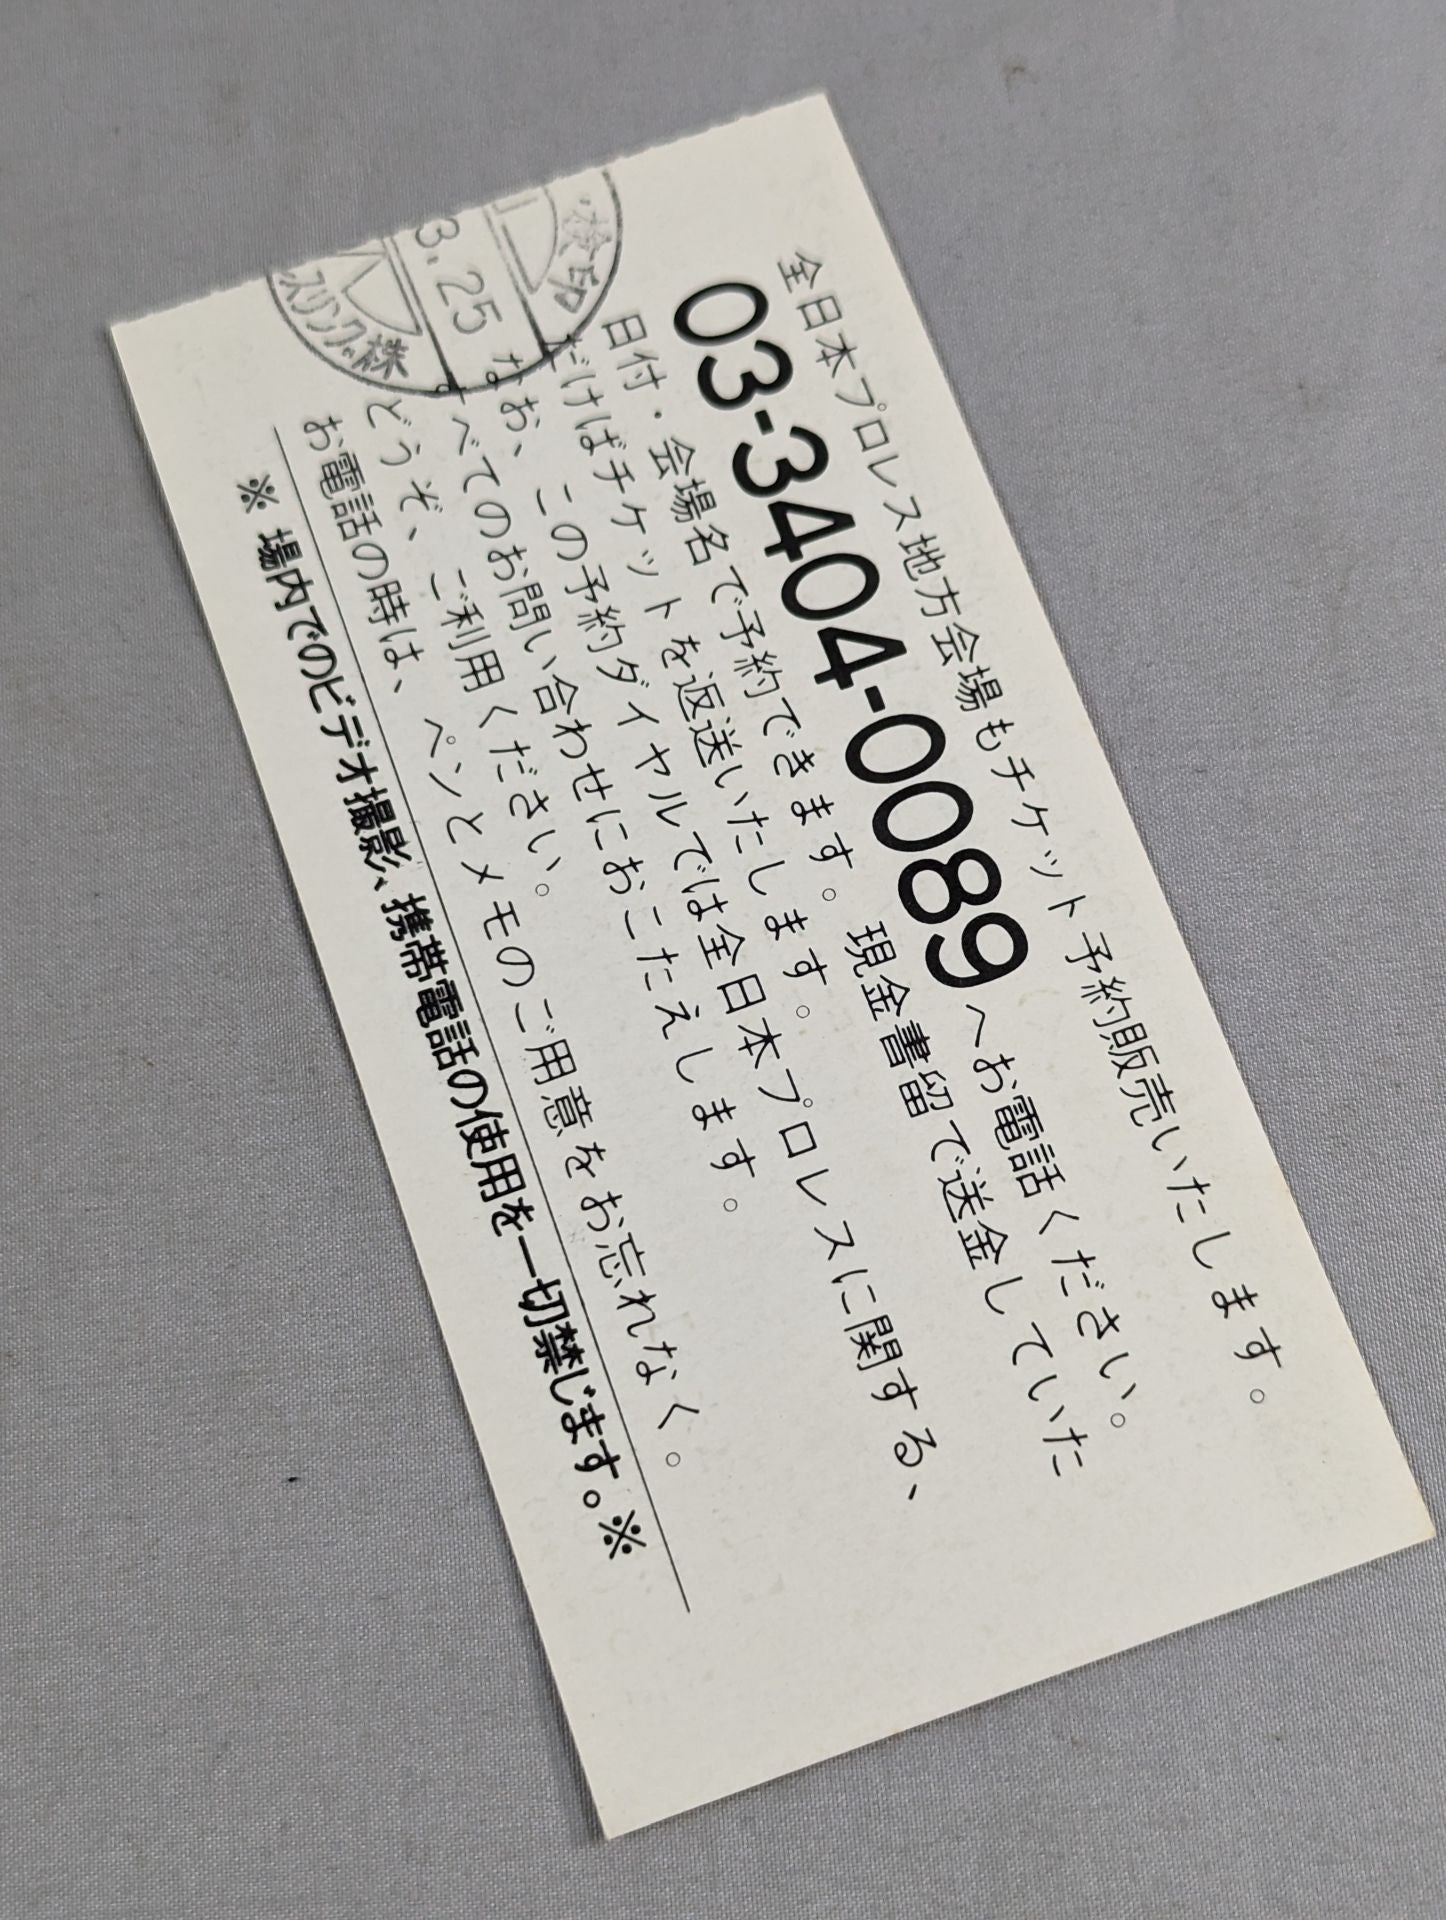 全日本プロレス地方会場もチケット予約販売いたします。
03-3404-0089へお電話ください。
日付・会場名で予約できます。現金書留で送金していた
だけばチケットを返送いたします。
なお、この予約ダイヤルでは全日本プロレスに関する、
すべてのお問い合わせにおこたえします。
どうぞ、ご利用ください。
お電話の時は、ペンとメモのご用意をお忘れなく。
※ 場内でのビデオ撮影、携帯電話の使用を一切禁じます。※
3.25
スリング株
印